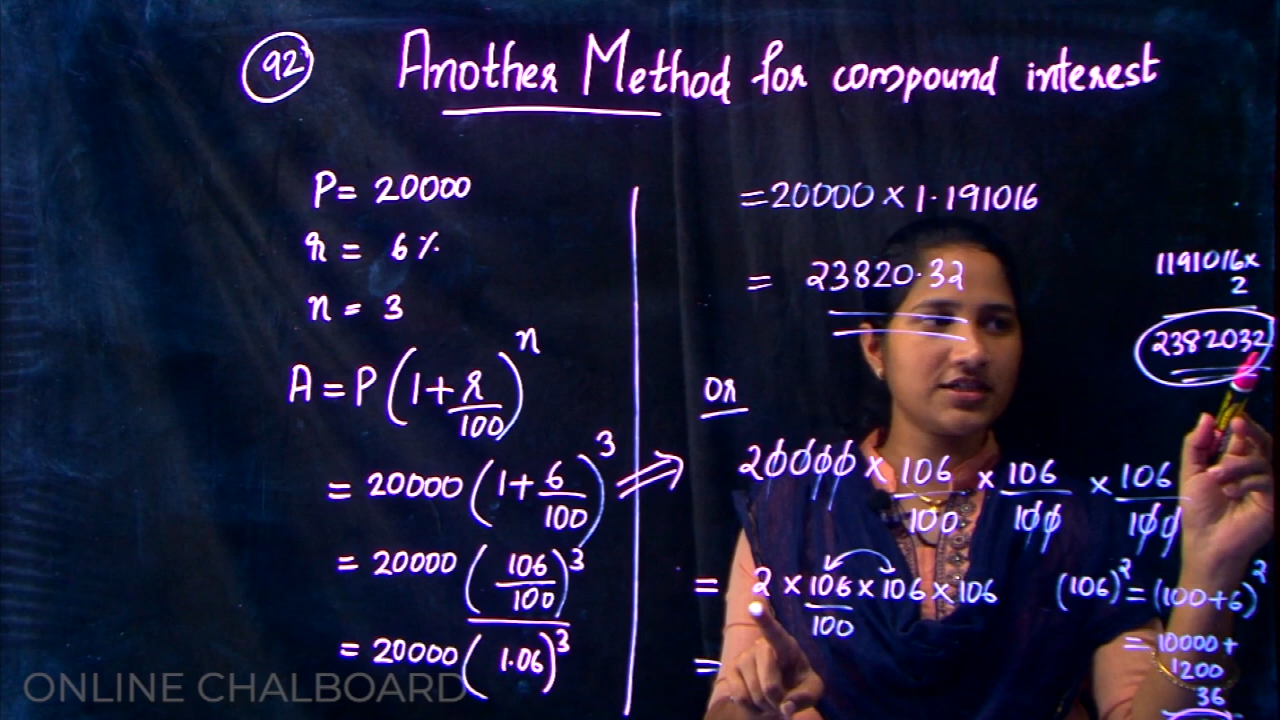 92 Another Method for compound interest
P = 20000
r = 6%
n = 3
A = P(1 + r/100)^n
= 20000(1 + 6/100)^3
= 20000(106/100)^3
= 20000(1.06)^3
= 20000 × 1.191016
= 23820.32
or
20000 × 106/100 × 106/100 × 106/100
= 2 × 106/100 × 106 × 106
=
1191016×
2
2382032
(106)^2 = (100+6)^2
= 10000+
1200
36
ONLINE CHALBOARD